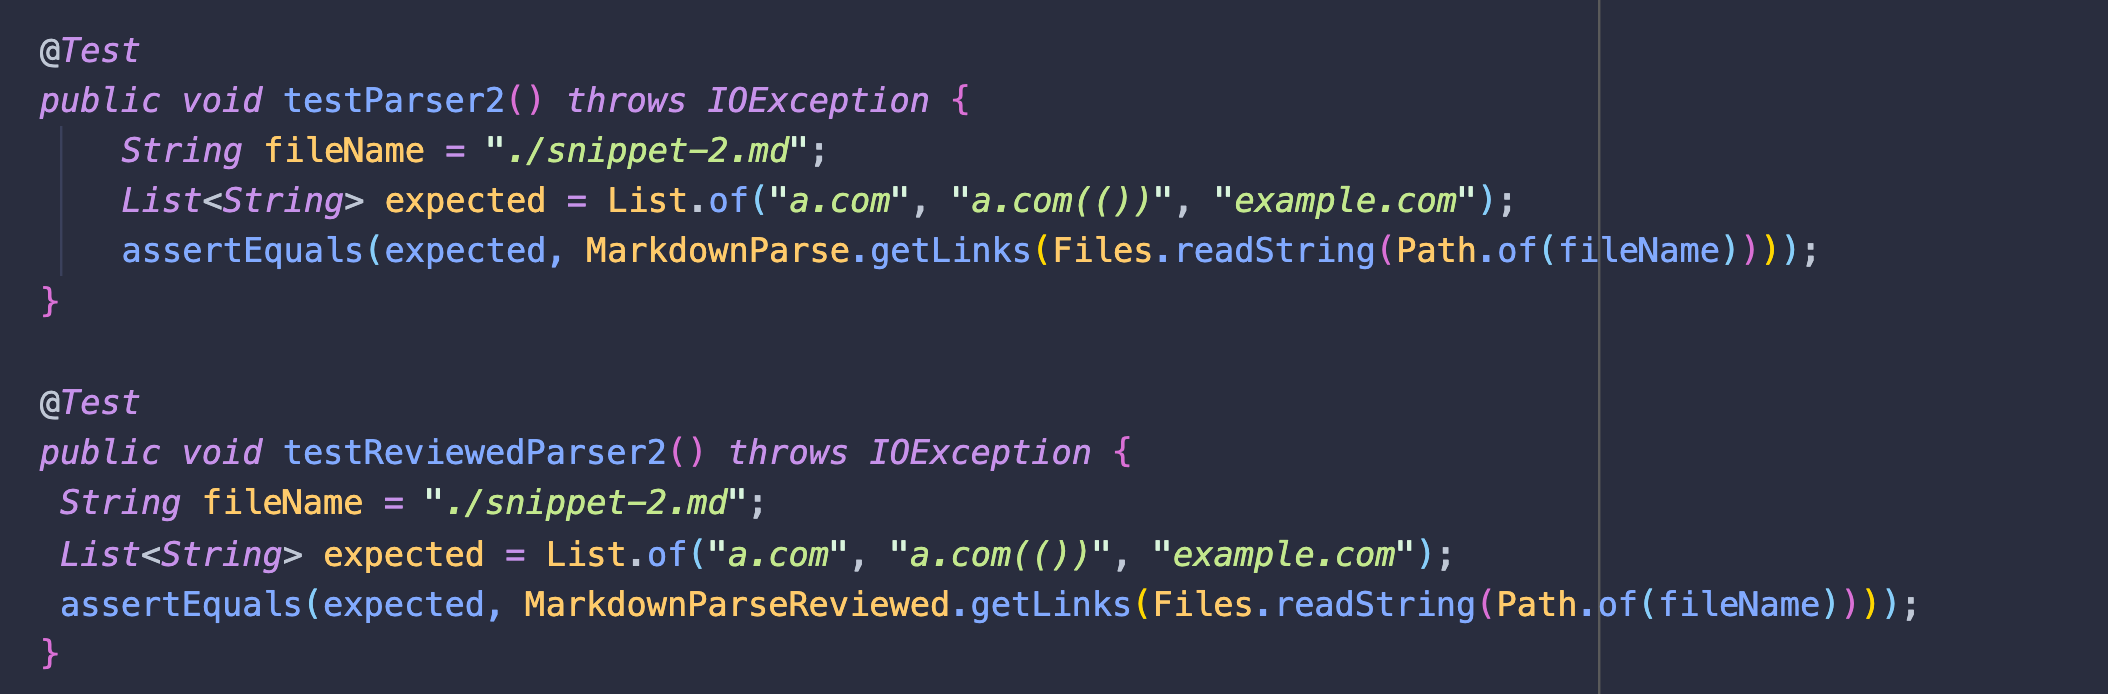 @Test
public void testParser2() throws IOException {
    String fileName = "./snippet-2.md";
    List<String> expected = List.of("a.com", "a.com(())", "example.com");
    assertEquals(expected, MarkdownParse.getLinks(Files.readString(Path.of(fileName))));
}

@Test
public void testReviewedParser2() throws IOException {
 String fileName = "./snippet-2.md";
 List<String> expected = List.of("a.com", "a.com(())", "example.com");
 assertEquals(expected, MarkdownParseReviewed.getLinks(Files.readString(Path.of(fileName))));
}